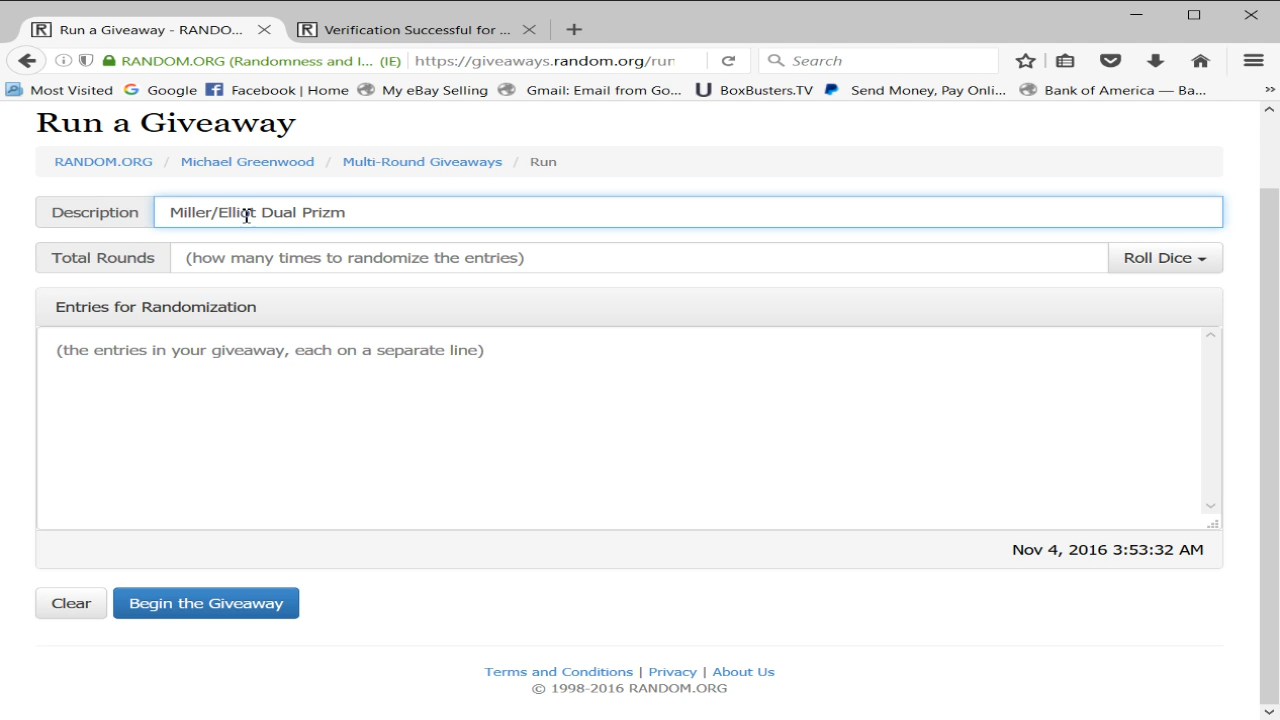 Run a Giveaway - RANDO... Verification Successful for ...
RANDOM.ORG (Randomness and I... (IE) https://giveaways.random.org/run Search
Most Visited Google Facebook | Home My eBay Selling Gmail: Email from Go... BoxBusters.TV Send Money, Pay Onli... Bank of America — Ba...
Run a Giveaway
RANDOM.ORG / Michael Greenwood / Multi-Round Giveaways / Run
Description Miller/Elliot Dual Prizm
Total Rounds (how many times to randomize the entries) Roll Dice
Entries for Randomization
(the entries in your giveaway, each on a separate line)
Nov 4, 2016 3:53:32 AM
Clear Begin the Giveaway
Terms and Conditions | Privacy | About Us
© 1998-2016 RANDOM.ORG